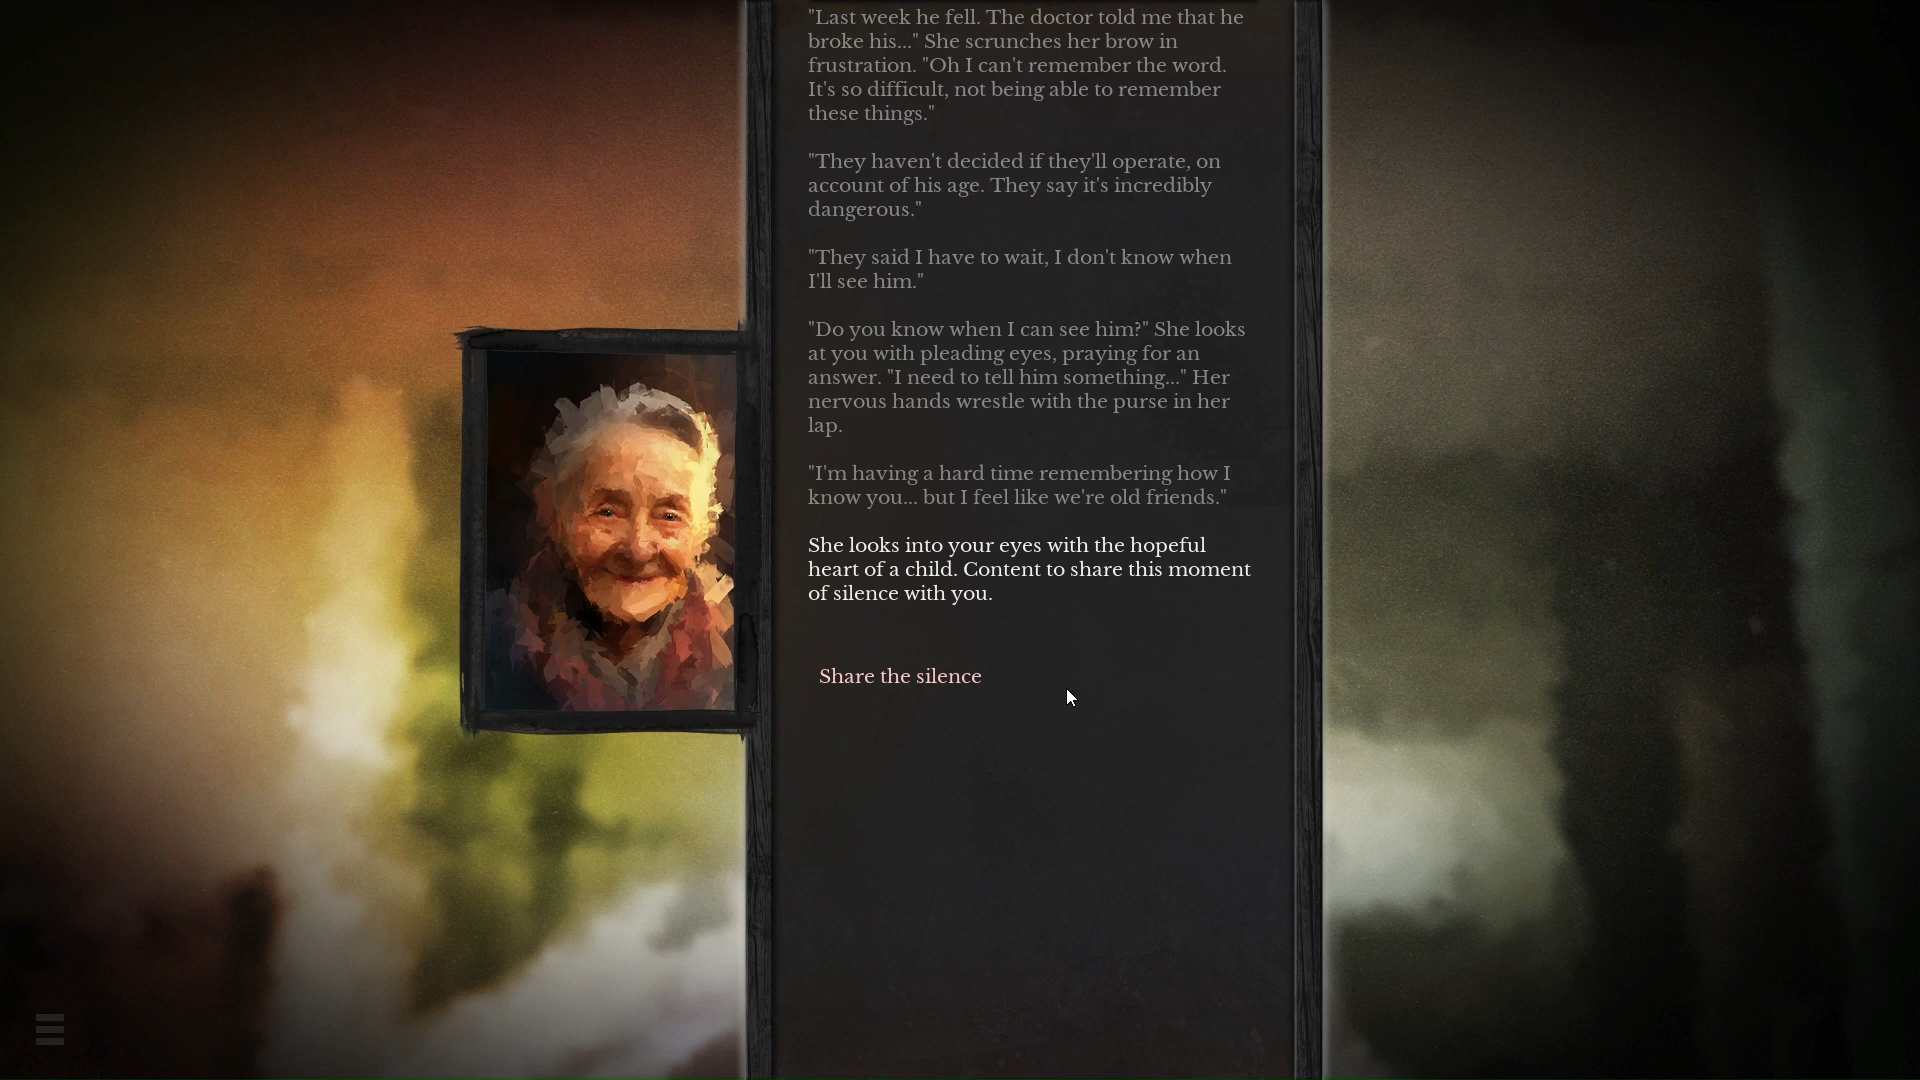 "Last week he fell. The doctor told me that he
broke his..." She scrunches her brow in
frustration. "Oh I can't remember the word.
It's so difficult, not being able to remember
these things."
"They haven't decided if they'll operate, on
account of his age. They say it's incredibly
dangerous."
"They said I have to wait, I don't know when
I'll see him."
"Do you know when I can see him?" She looks
at you with pleading eyes, praying for an
answer. "I need to tell him something..." Her
nervous hands wrestle with the purse in her
lap.
"I'm having a hard time remembering how I
know you... but I feel like we're old friends."
She looks into your eyes with the hopeful
heart of a child. Content to share this moment
of silence with you.
Share the silence